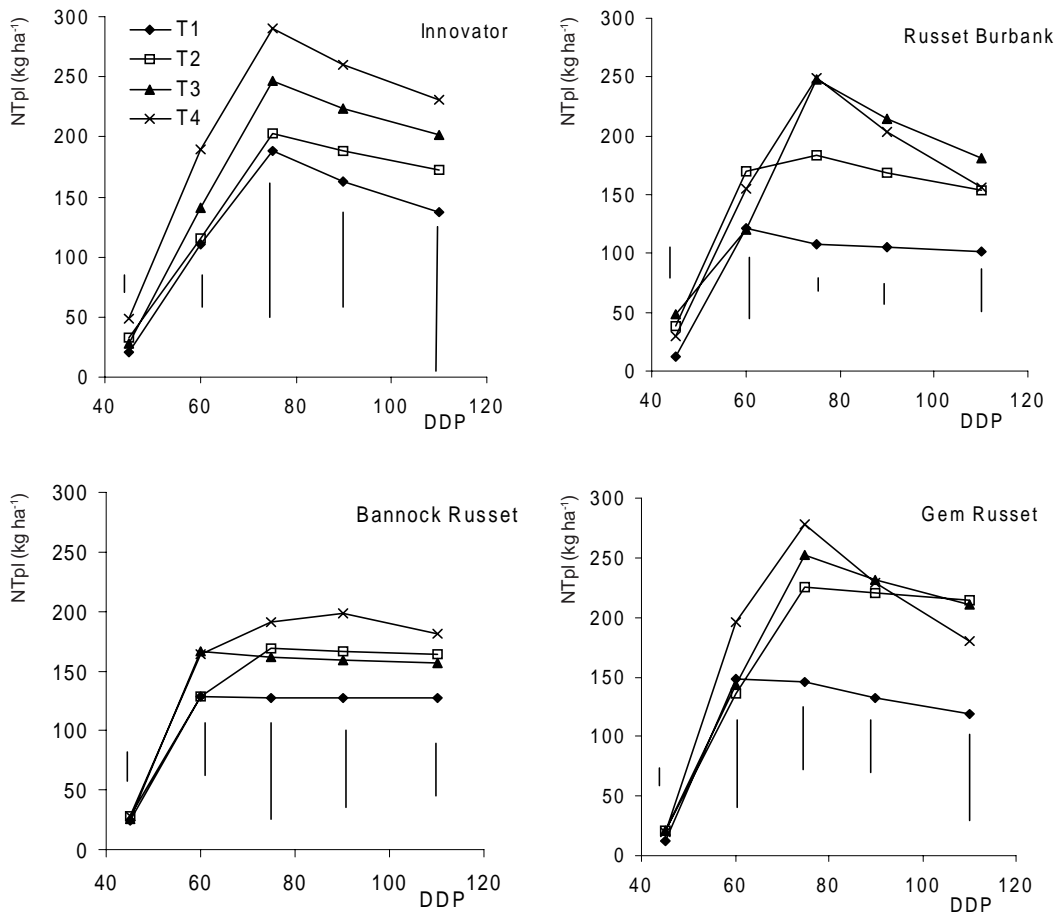 Innovator
NTpl (kg ha-1)
300
250
200
150
100
50
0
T1
T2
T3
T4
40 60 80 100 120
DDP
Russet Burbank
NTpl (kg ha-1)
300
250
200
150
100
50
0
40 60 80 100 120
DDP
Bannock Russet
NTpl (kg ha-1)
300
250
200
150
100
50
0
40 60 80 100 120
DDP
Gem Russet
NTpl (kg ha-1)
300
250
200
150
100
50
0
40 60 80 100 120
DDP